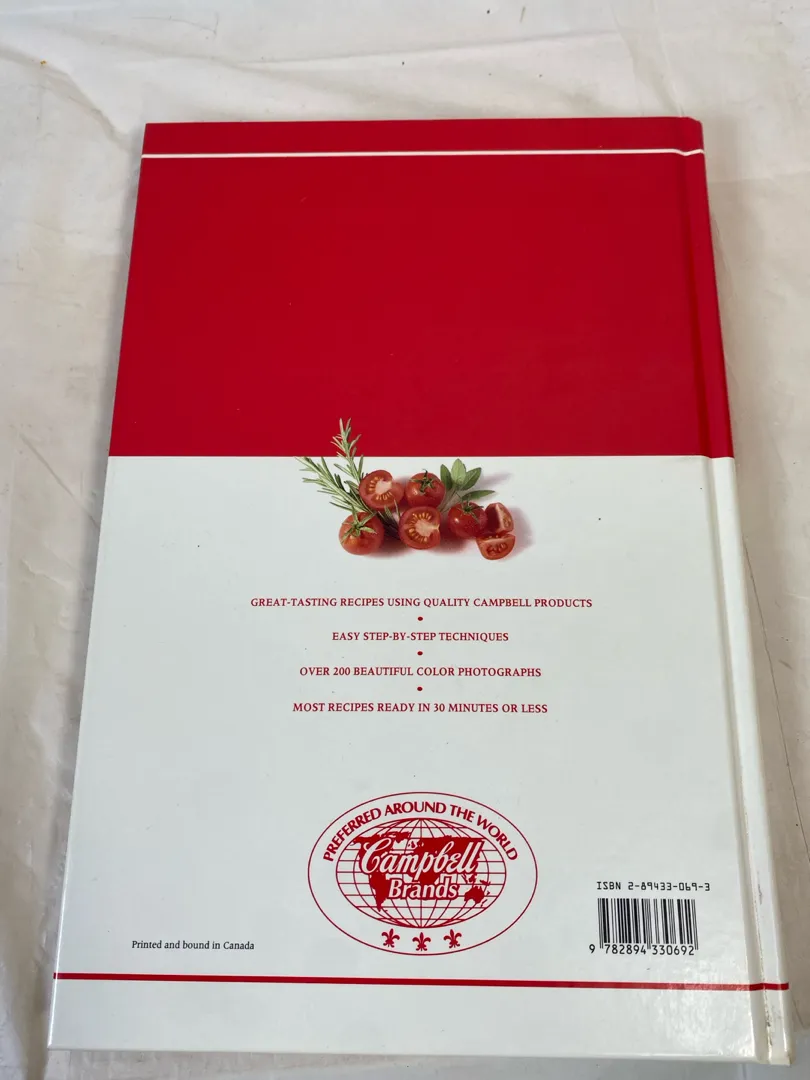 GREAT-TASTING RECIPES USING QUALITY CAMPBELL PRODUCTS
•
EASY STEP-BY-STEP TECHNIQUES
•
OVER 200 BEAUTIFUL COLOR PHOTOGRAPHS
•
MOST RECIPES READY IN 30 MINUTES OR LESS
PREFERRED AROUND THE WORLD
Campbell
Brands
Printed and bound in Canada
ISBN 2-89433-069-3
9 782894 330692